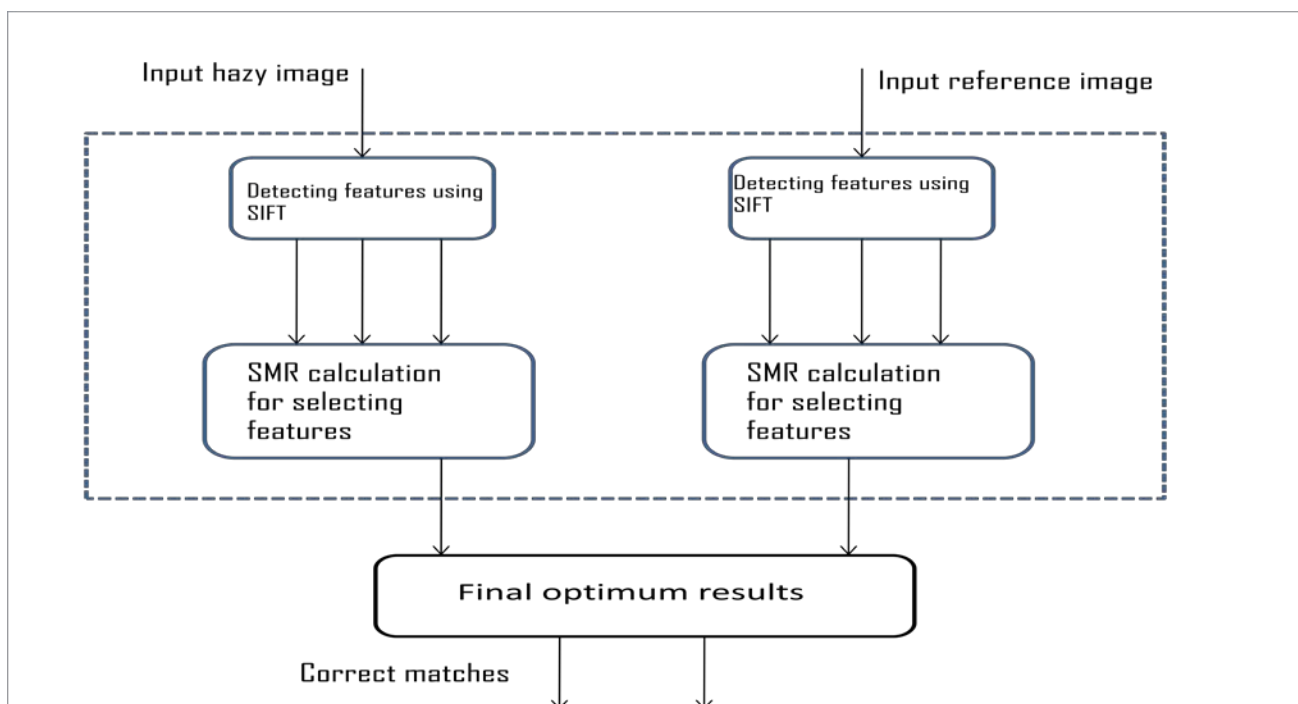 Input hazy image
Input reference image
Detecting features using
SIFT
Detecting features using
SIFT
SMR calculation
for selecting
features
SMR calculation
for selecting
features
Final optimum results
Correct matches